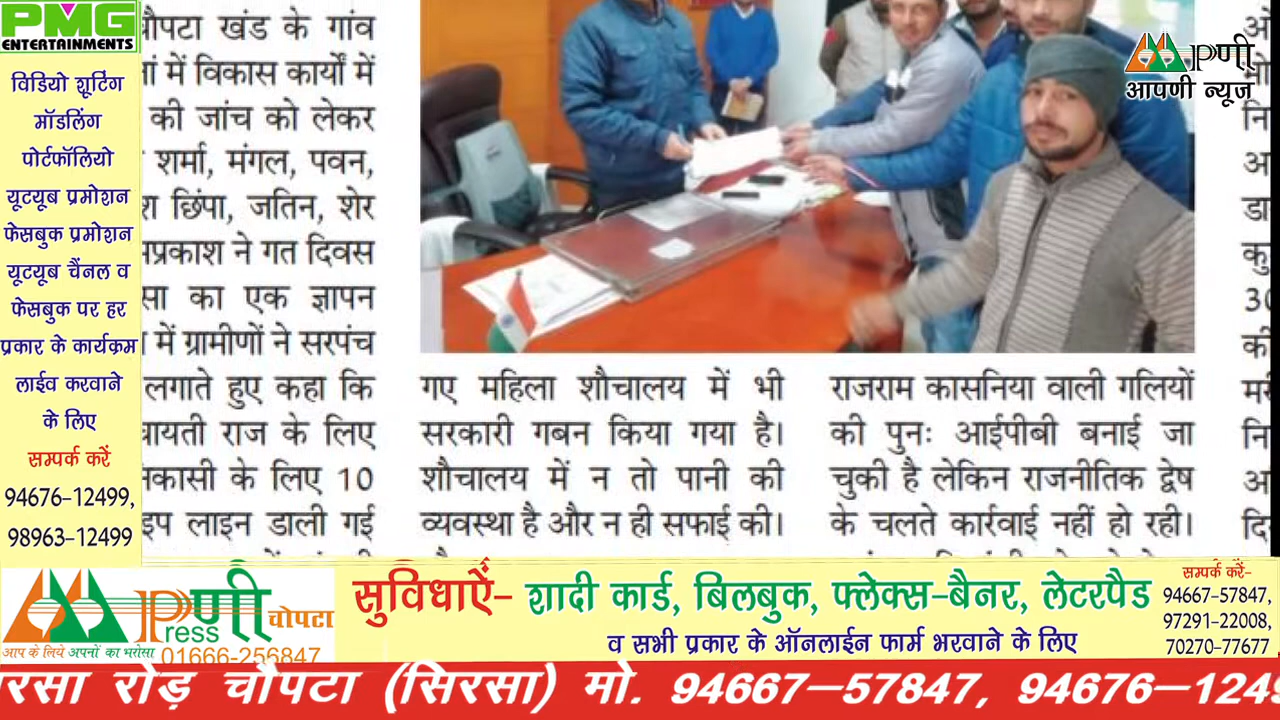 PMG
ENTERTAINMENTS
विडियो शूटिंग
मॉडलिंग
पोर्टफॉलियो
यूटयूब प्रमोशन
फेसबुक प्रमोशन
यूटयूब चैंनल व
फेसबुक पर हर
प्रकार के कार्यक्रम
लाईव करवाने
के लिए
सम्पर्क करें
94676-12499,
98963-12499
चौपटा खंड के गांव
में विकास कार्यों में
की जांच को लेकर
शर्मा, मंगल, पवन,
छिंपा, जतिन, शेर
ने गत दिवस
का एक ज्ञापन
में ग्रामीणों ने सरपंच
लगाते हुए कहा कि
राज के लिए
के लिए 10
लाइन डाली गई
गए महिला शौचालय में भी
सरकारी गबन किया गया है।
शौचालय में न तो पानी की
व्यवस्था है और न ही सफाई की।
राजराम कासनिया वाली गलियों
की पुनः आईपीबी बनाई जा
चुकी है लेकिन राजनीतिक द्वेष
के चलते कार्रवाई नहीं हो रही।
Pणी
आपणी न्यूज
Pणी
Press चोपटा
आप के लिये अपनों का भरोसा 01666-256847
सुविधाऐं- शादी कार्ड, बिलबुक, फ्लेक्स-बैनर, लेटरपैड
व सभी प्रकार के ऑनलाईन फार्म भरवाने के लिए
सम्पर्क करें-
94667-57847,
97291-22008,
70270-77677
रसा रोड़ चौपटा (सिरसा) मो. 94667-57847, 94676-1249